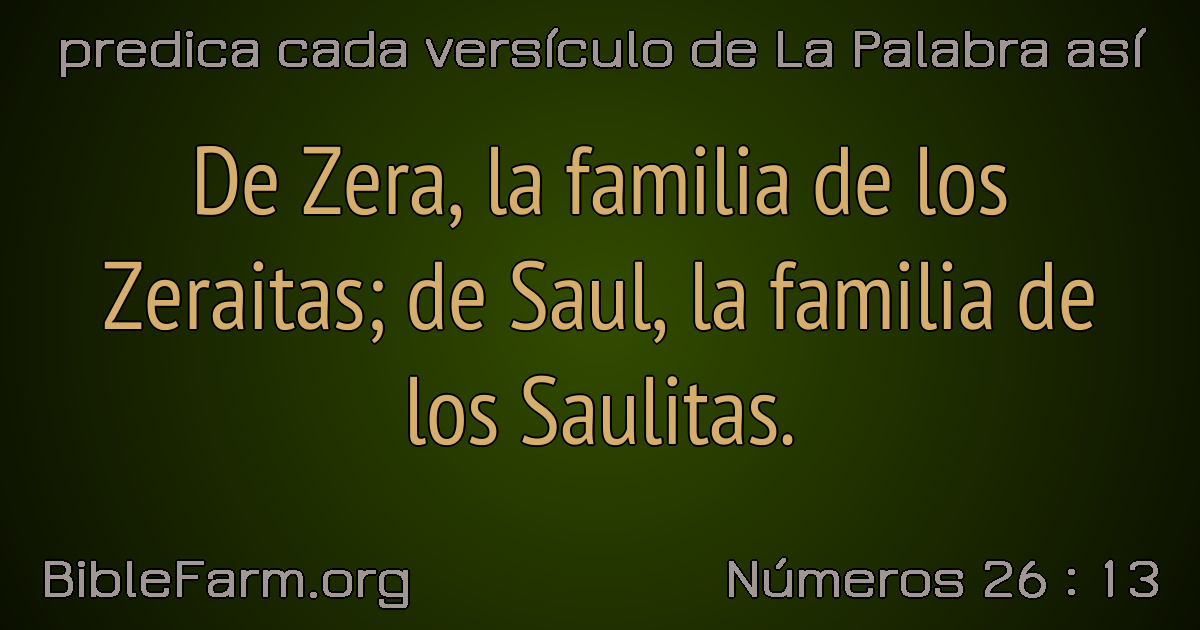 predica cada versículo de La Palabra así
De Zera, la familia de los
Zeraitas; de Saul, la familia de
los Saulitas.
BibleFarm.org
Números 26 : 13